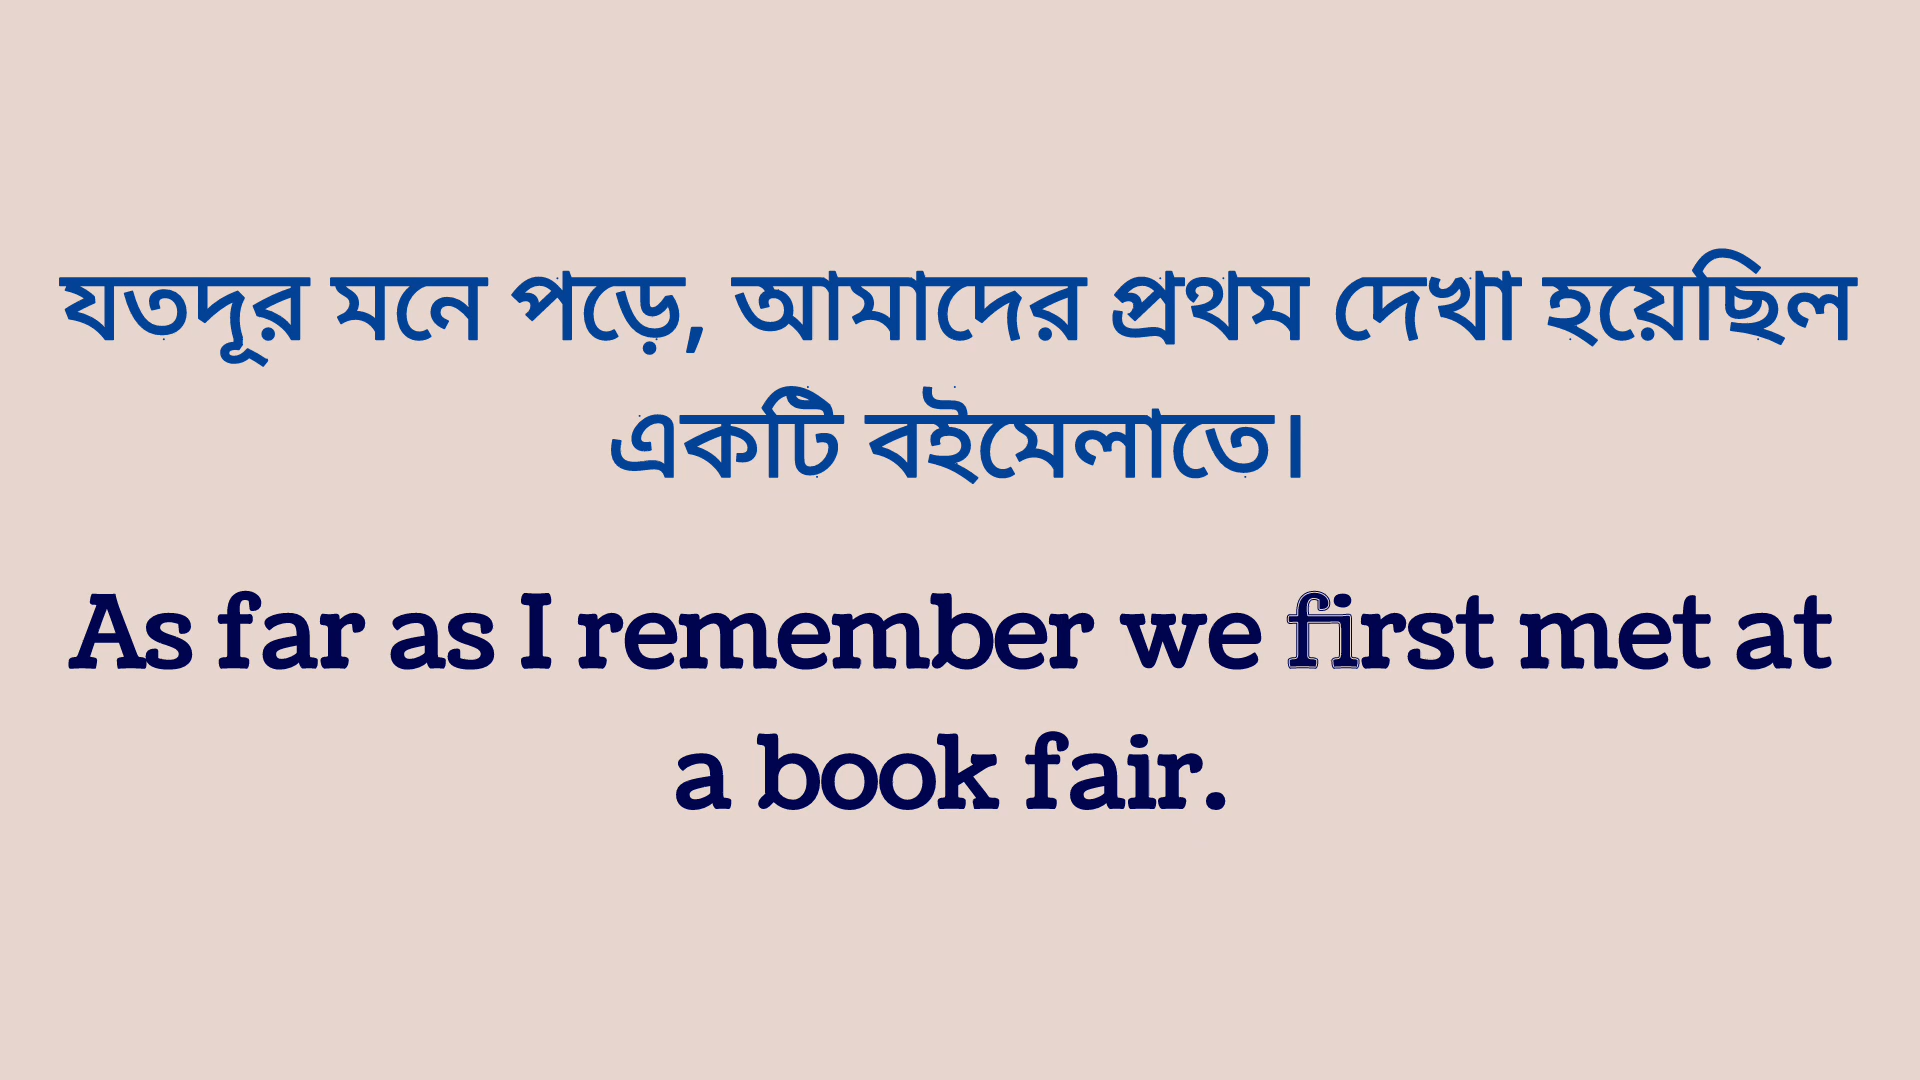 যতদূর মনে পড়ে, আমাদের প্রথম দেখা হয়েছিল
একটি বইমেলাতে।
As far as I remember we first met at
a book fair.